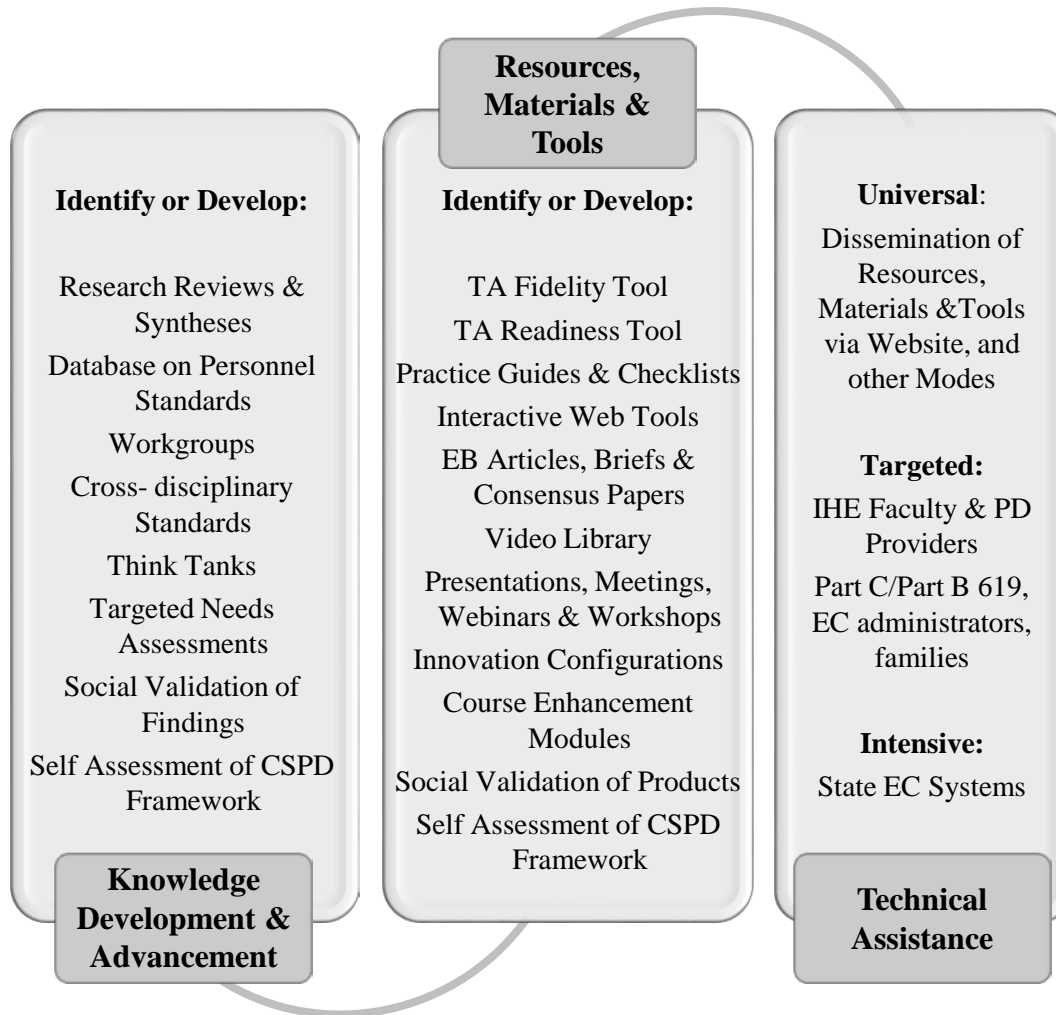 Identify or Develop:
Research Reviews &
Syntheses
Database on Personnel
Standards
Workgroups
Cross- disciplinary
Standards
Think Tanks
Targeted Needs
Assessments
Social Validation of
Findings
Self Assessment of CSPD
Framework
Knowledge
Development &
Advancement
Resources,
Materials &
Tools
Identify or Develop:
TA Fidelity Tool
TA Readiness Tool
Practice Guides & Checklists
Interactive Web Tools
EB Articles, Briefs &
Consensus Papers
Video Library
Presentations, Meetings,
Webinars & Workshops
Innovation Configurations
Course Enhancement
Modules
Social Validation of Products
Self Assessment of CSPD
Framework
Universal:
Dissemination of
Resources,
Materials &Tools
via Website, and
other Modes
Targeted:
IHE Faculty & PD
Providers
Part C/Part B 619,
EC administrators,
families
Intensive:
State EC Systems
Technical
Assistance